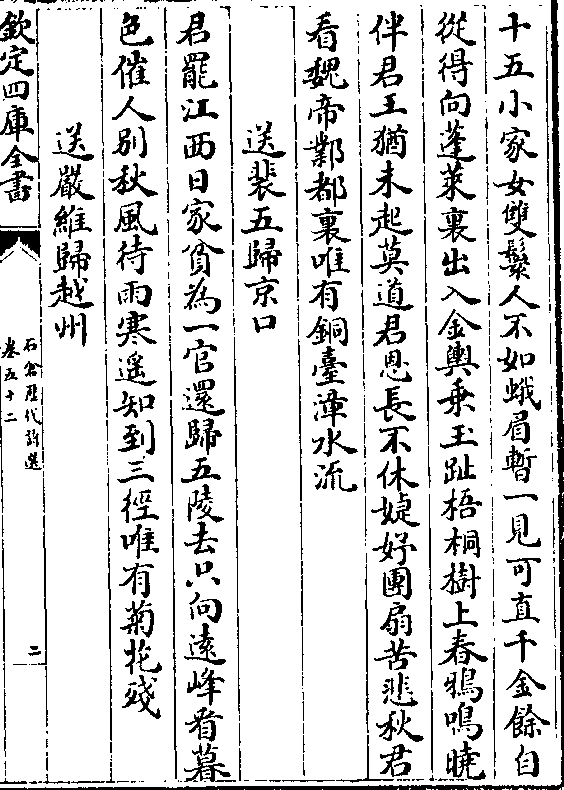 十五小家女雙鬟人不如蛾眉暫一見可直千金餘自
從得向蓬萊裏出入金輿乗玉趾梧桐樹上春鴉鳴曉
伴君王猶未起莫道君恩長不休婕妤團扇苦悲秋君
看魏帝鄴都裏唯有銅臺漳水流
送裴五歸京口
君罷江西日家貧為一官還歸五陵去只向遠峰看暮
色催人別秋風待雨寒遥知到三徑唯有菊花殘
送嚴維歸越州
欽定四庫全書
石倉歴代詩選
卷五十二
二